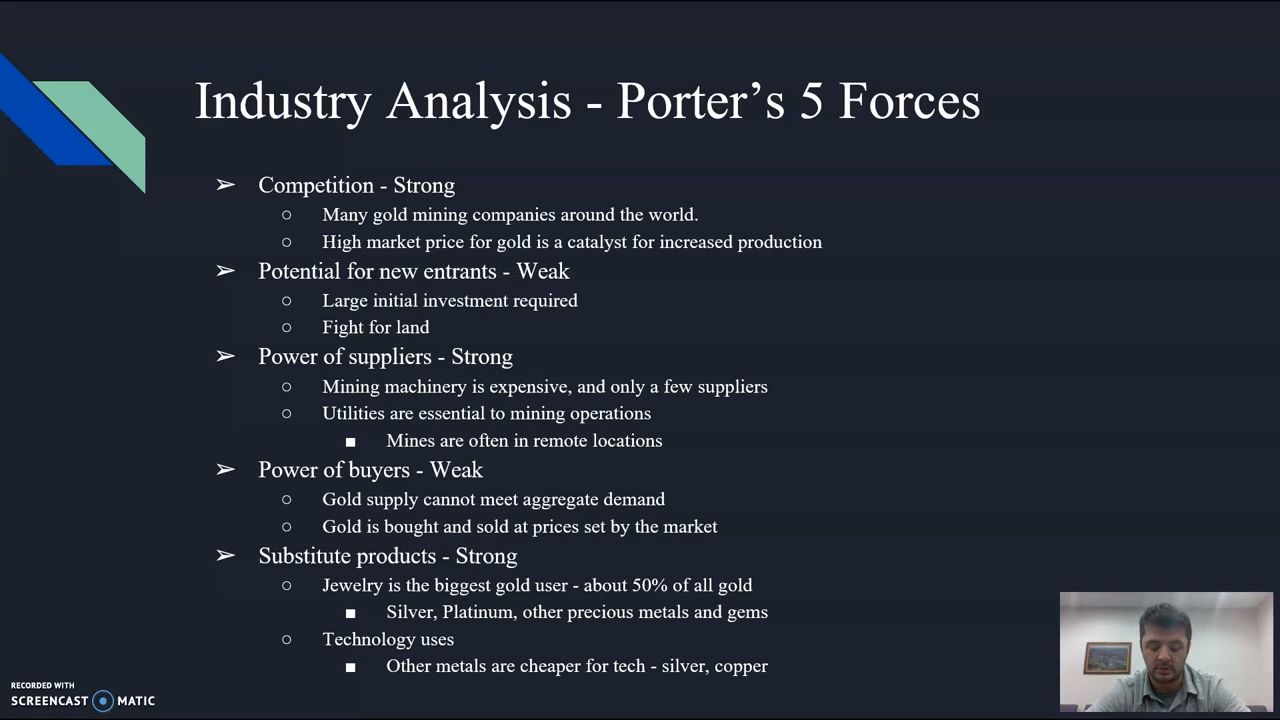 Industry Analysis - Porter’s 5 Forces
➢ Competition - Strong
○ Many gold mining companies around the world.
○ High market price for gold is a catalyst for increased production
➢ Potential for new entrants - Weak
○ Large initial investment required
○ Fight for land
➢ Power of suppliers - Strong
○ Mining machinery is expensive, and only a few suppliers
○ Utilities are essential to mining operations
■ Mines are often in remote locations
➢ Power of buyers - Weak
○ Gold supply cannot meet aggregate demand
○ Gold is bought and sold at prices set by the market
➢ Substitute products - Strong
○ Jewelry is the biggest gold user - about 50% of all gold
■ Silver, Platinum, other precious metals and gems
○ Technology uses
■ Other metals are cheaper for tech - silver, copper
RECORDED WITH
SCREENCAST MATIC